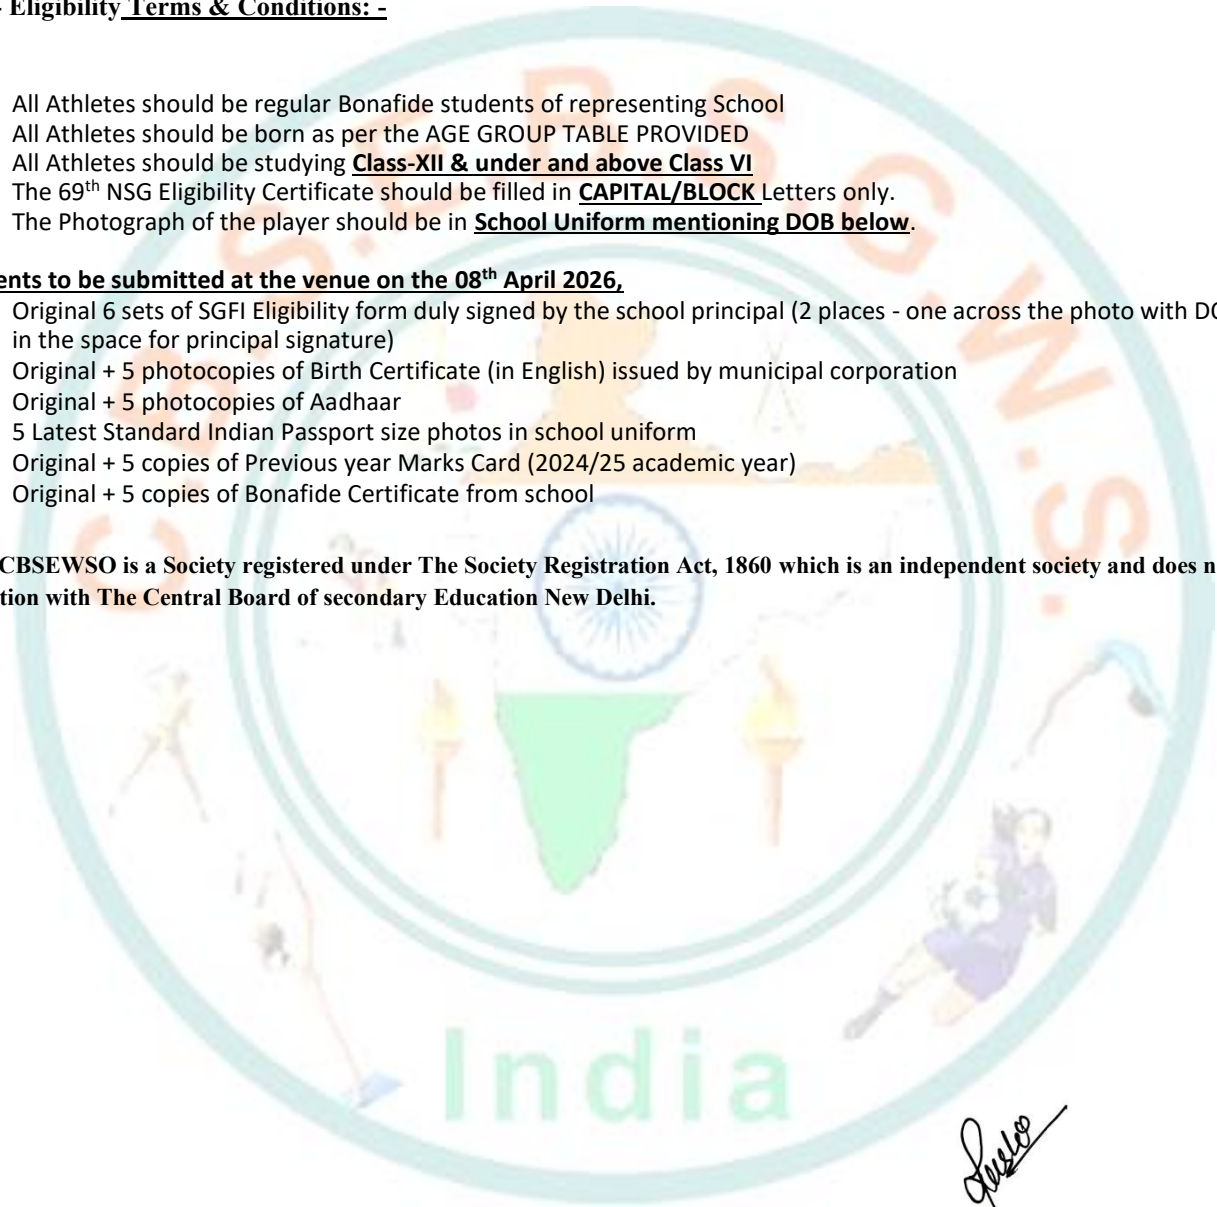 - Eligibility Terms & Conditions: -
All Athletes should be regular Bonafide students of representing School
All Athletes should be born as per the AGE GROUP TABLE PROVIDED
All Athletes should be studying Class-XII & under and above Class VI
The 69th NSG Eligibility Certificate should be filled in CAPITAL/BLOCK Letters only.
The Photograph of the player should be in School Uniform mentioning DOB below.
ents to be submitted at the venue on the 08th April 2026,
Original 6 sets of SGFI Eligibility form duly signed by the school principal (2 places - one across the photo with DO
in the space for principal signature)
Original + 5 photocopies of Birth Certificate (in English) issued by municipal corporation
Original + 5 photocopies of Aadhaar
5 Latest Standard Indian Passport size photos in school uniform
Original + 5 copies of Previous year Marks Card (2024/25 academic year)
Original + 5 copies of Bonafide Certificate from school
CBSEWSO is a Society registered under The Society Registration Act, 1860 which is an independent society and does n
tion with The Central Board of secondary Education New Delhi.
C.B.S.E.B.S.G.W.S.
India